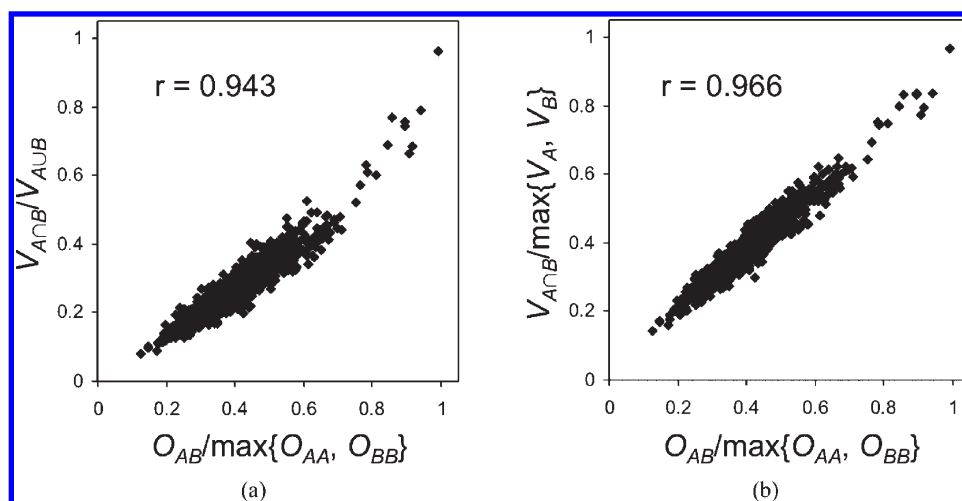 1
0.8
0.6
0.4
0.2
0
r = 0.943
V_{A∩B}/V_{A∪B}
0 0.2 0.4 0.6 0.8 1
O_{AB}/max{O_{AA}, O_{BB}}
(a)
1
0.8
0.6
0.4
0.2
0
r = 0.966
V_{A∩B}/max{V_A, V_B}
0 0.2 0.4 0.6 0.8 1
O_{AB}/max{O_{AA}, O_{BB}}
(b)